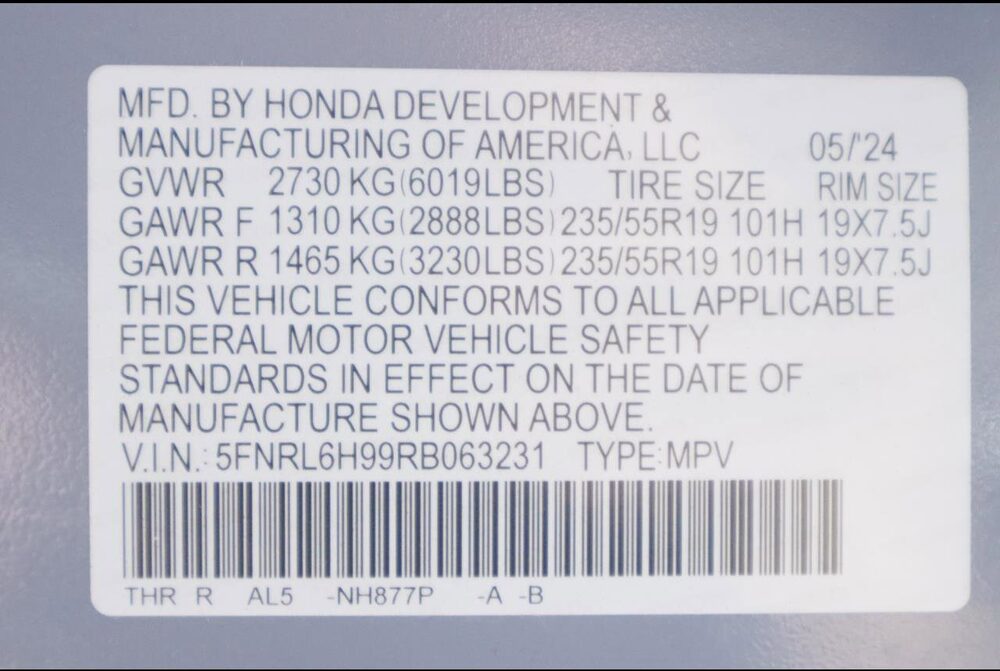 MFD. BY HONDA DEVELOPMENT &
MANUFACTURING OF AMERICA, LLC 05/'24
GVWR 2730 KG(6019LBS) TIRE SIZE RIM SIZE
GAWR F 1310 KG(2888LBS) 235/55R19 101H 19X7.5J
GAWR R 1465 KG(3230LBS) 235/55R19 101H 19X7.5J
THIS VEHICLE CONFORMS TO ALL APPLICABLE
FEDERAL MOTOR VEHICLE SAFETY
STANDARDS IN EFFECT ON THE DATE OF
MANUFACTURE SHOWN ABOVE.
V.I.N.: 5FNRL6H99RB063231 TYPE:MPV
THR R AL5 -NH877P -A -B